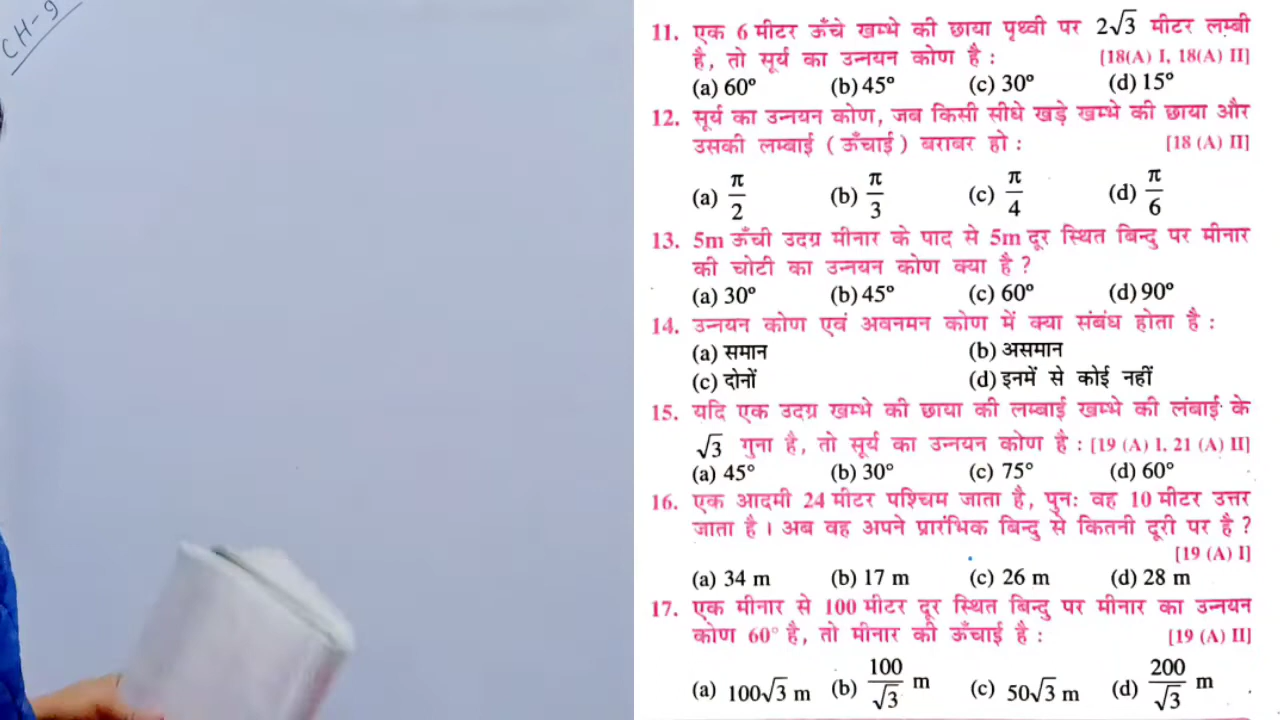 CH-9
11. एक 6 मीटर ऊँचे खम्भे की छाया पृथ्वी पर 2√3 मीटर लम्बी
है, तो सूर्य का उन्नयन कोण है : [18(A) I, 18(A) II]
(a) 60° (b) 45° (c) 30° (d) 15°
12. सूर्य का उन्नयन कोण, जब किसी सीधे खड़े खम्भे की छाया और
उसकी लम्बाई ( ऊँचाई ) बराबर हो : [18 (A) II]
(a) π/2 (b) π/3 (c) π/4 (d) π/6
13. 5m ऊँची उदग्र मीनार के पाद से 5m दूर स्थित बिन्दु पर मीनार
की चोटी का उन्नयन कोण क्या है ?
(a) 30° (b) 45° (c) 60° (d) 90°
14. उन्नयन कोण एवं अवनमन कोण में क्या संबंध होता है :
(a) समान (b) असमान
(c) दोनों (d) इनमें से कोई नहीं
15. यदि एक उदग्र खम्भे की छाया की लम्बाई खम्भे की लंबाई के
√3 गुना है, तो सूर्य का उन्नयन कोण है : [19 (A) I, 21 (A) II]
(a) 45° (b) 30° (c) 75° (d) 60°
16. एक आदमी 24 मीटर पश्चिम जाता है, पुनः वह 10 मीटर उत्तर
जाता है। अब वह अपने प्रारंभिक बिन्दु से कितनी दूरी पर है ?
[19 (A) I]
(a) 34 m (b) 17 m (c) 26 m (d) 28 m
17. एक मीनार से 100 मीटर दूर स्थित बिन्दु पर मीनार का उन्नयन
कोण 60° है, तो मीनार की ऊँचाई है : [19 (A) II]
(a) 100√3 m (b) 100/√3 m (c) 50√3 m (d) 200/√3 m